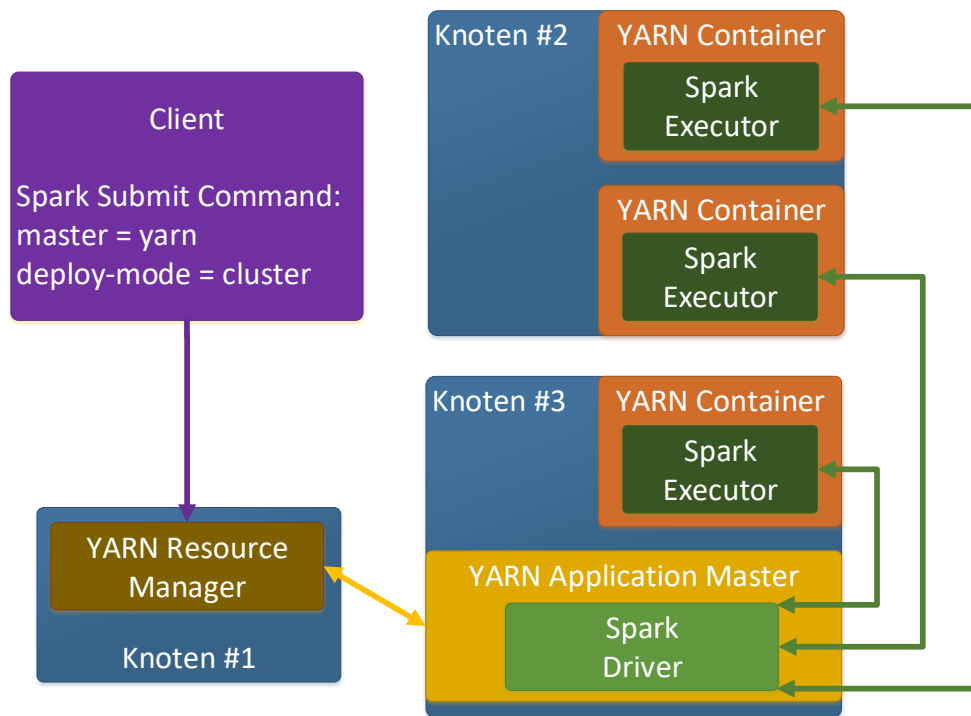 Client
Spark Submit Command:
master = yarn
deploy-mode = cluster
Knoten #2
YARN Container
Spark
Executor
YARN Container
Spark
Executor
Knoten #3
YARN Container
Spark
Executor
YARN Application Master
Spark
Driver
YARN Resource
Manager
Knoten #1